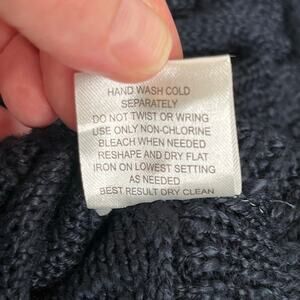 HAND WASH COLD
SEPARATELY
DO NOT TWIST OR WRING
USE ONLY NON-CHLORINE
BLEACH WHEN NEEDED
RESHAPE AND DRY FLAT
IRON ON LOWEST SETTING
AS NEEDED
BEST RESULT DRY CLEAN